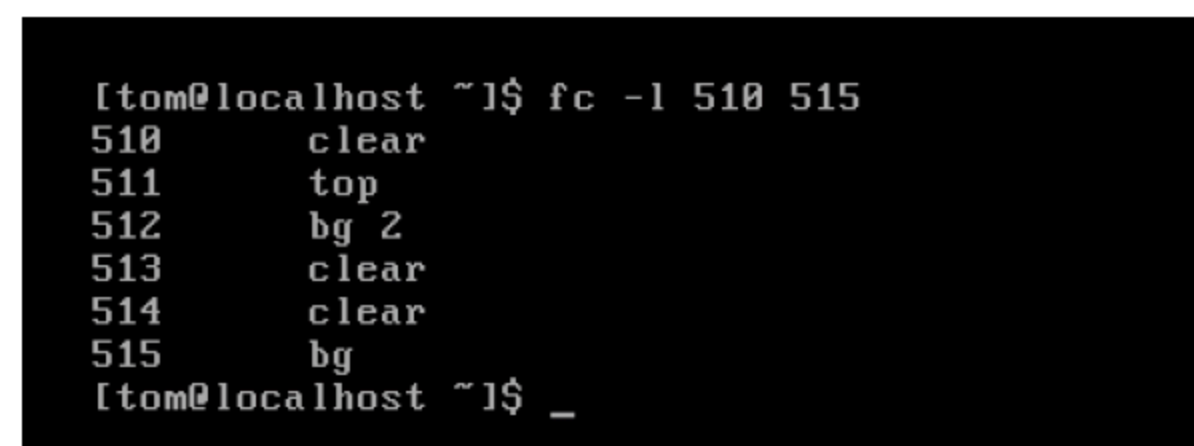 [tom@localhost ~]$ fc -l 510 515
510 clear
511 top
512 bg 2
513 clear
514 clear
515 bg
[tom@localhost ~]$ _